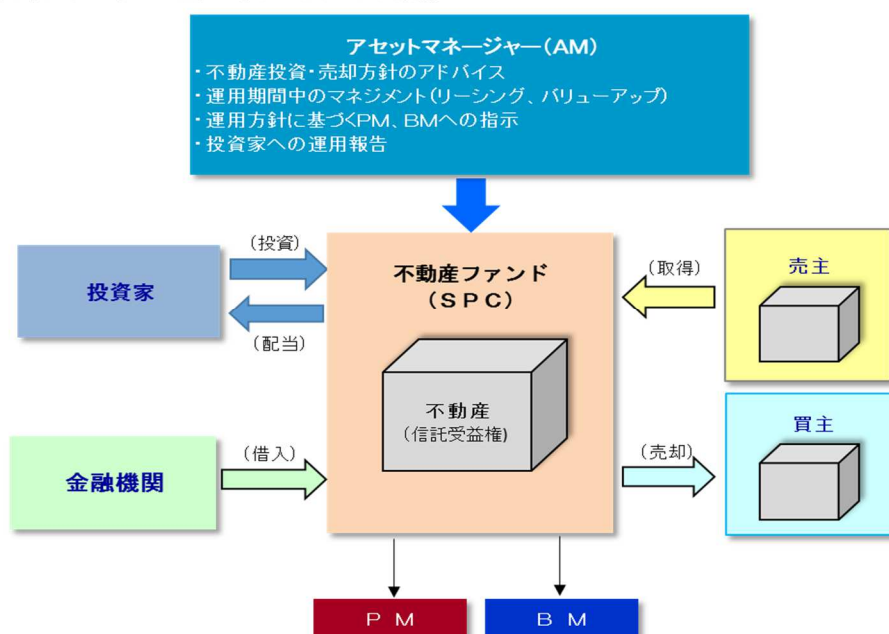 アセットマネージャー(AM)
・不動産投資・売却方針のアドバイス
・運用期間中のマネジメント(リーシング、バリューアップ)
・運用方針に基づくPM、BMへの指示
・投資家への運用報告
(投資)
投資家
(配当)
不動産ファンド
(SPC)
(取得)
売主
不動産
(信託受益権)
買主
(借入)
金融機関
(売却)
PM
BM